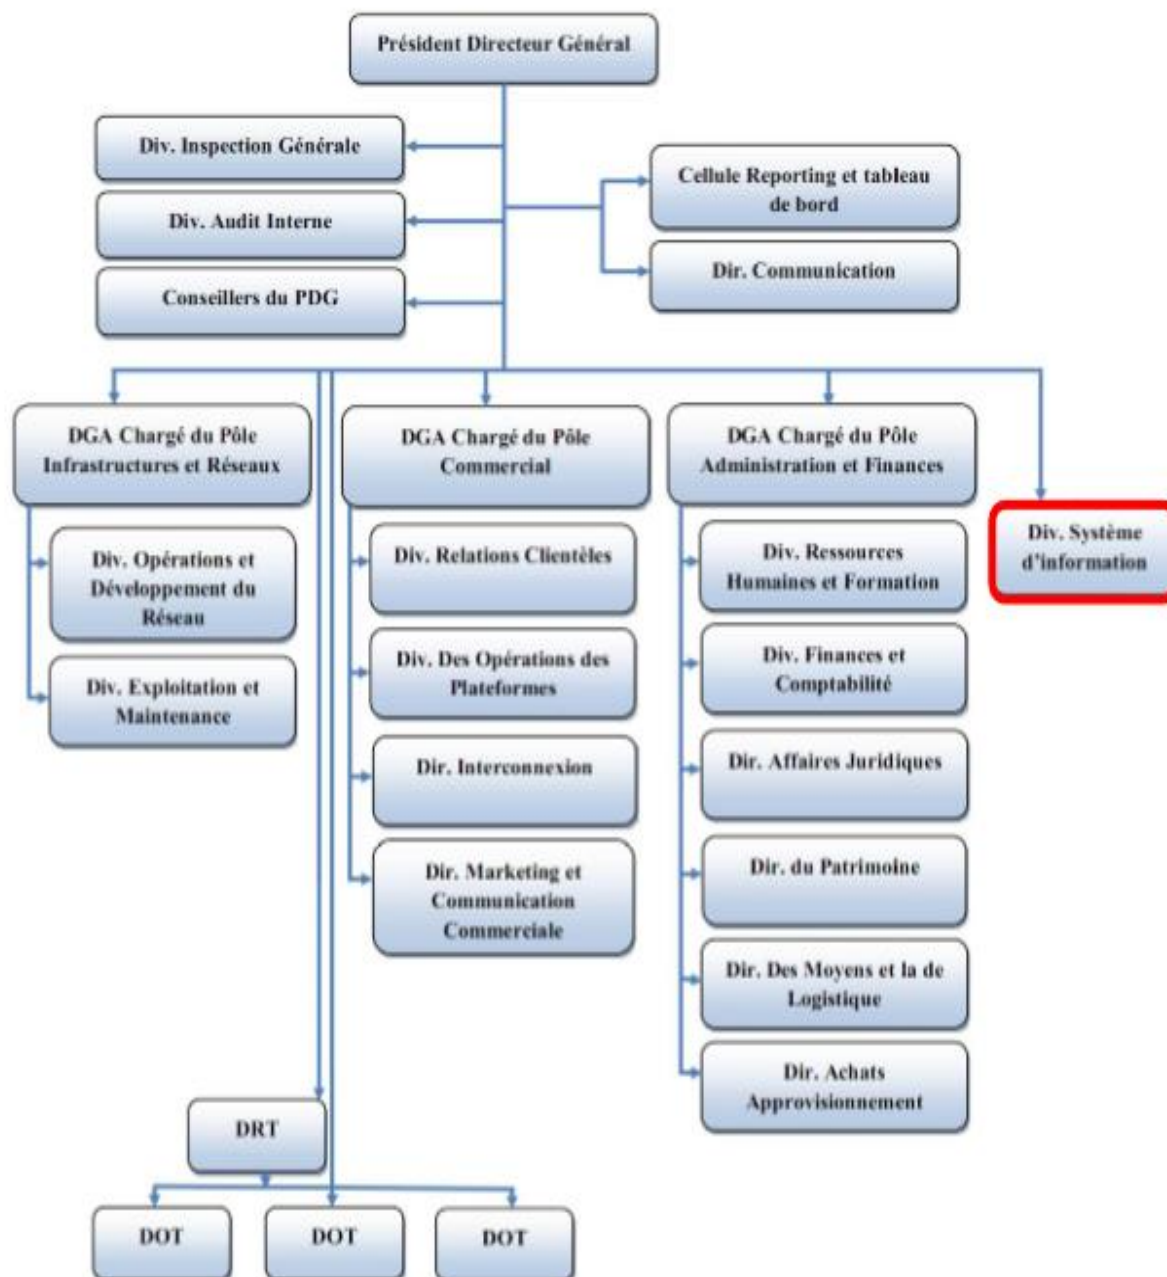 Président Directeur Général
Div. Inspection Générale
Div. Audit Interne
Conseillers du PDG
Cellule Reporting et tableau
de bord
Dir. Communication
DGA Chargé du Pôle
Infrastructures et Réseaux
Div. Opérations et
Développement du
Réseau
Div. Exploitation et
Maintenance
DGA Chargé du Pôle
Commercial
Div. Relations Clientèles
Div. Des Opérations des
Plateformes
Dir. Interconnexion
Dir. Marketing et
Communication
Commerciale
DGA Chargé du Pôle
Administration et Finances
Div. Ressources
Humaines et Formation
Div. Finances et
Comptabilité
Dir. Affaires Juridiques
Dir. du Patrimoine
Dir. Des Moyens et la de
Logistique
Dir. Achats
Approvisionnement
Div. Système
d'information
DRT
DOT
DOT
DOT